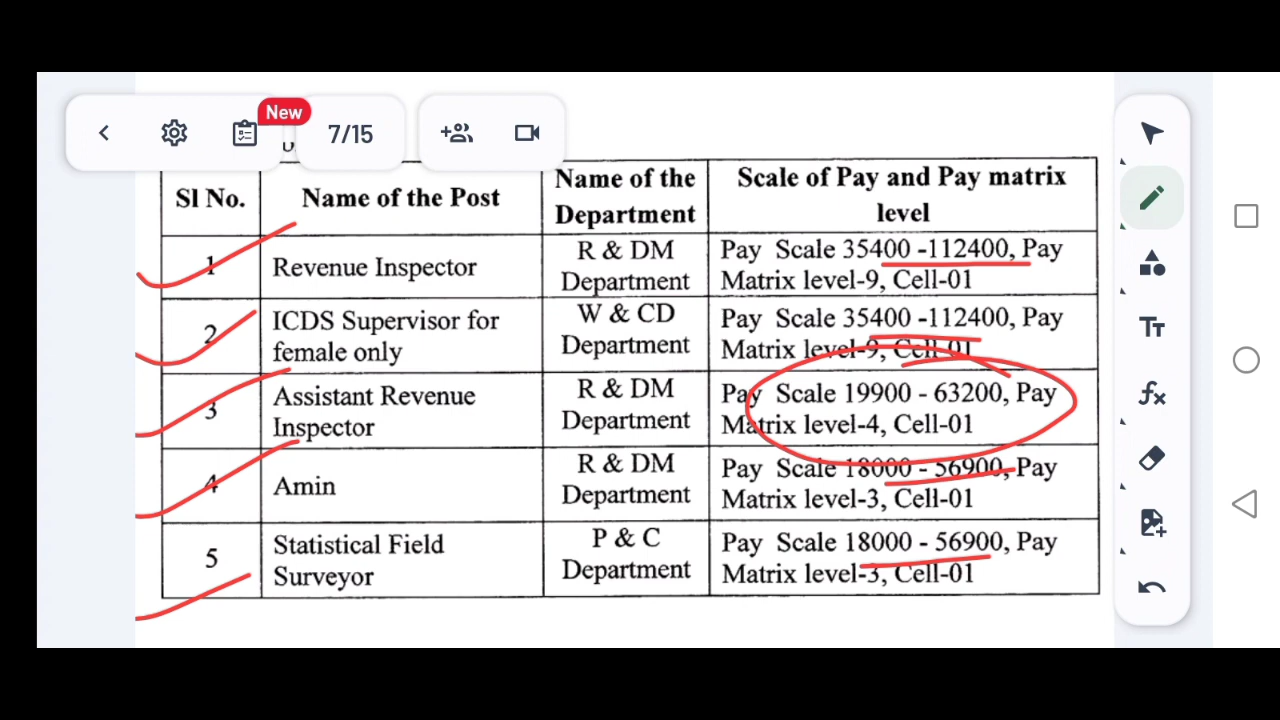 New
7/15
Sl No.
Name of the Post
Name of the
Department
Scale of Pay and Pay matrix
level
1
Revenue Inspector
R & DM
Department
Pay Scale 35400 -112400, Pay
Matrix level-9, Cell-01
2
ICDS Supervisor for
female only
W & CD
Department
Pay Scale 35400 -112400, Pay
Matrix level-9, Cell-01
3
Assistant Revenue
Inspector
R & DM
Department
Pay Scale 19900 - 63200, Pay
Matrix level-4, Cell-01
4
Amin
R & DM
Department
Pay Scale 18000 - 56900, Pay
Matrix level-3, Cell-01
5
Statistical Field
Surveyor
P & C
Department
Pay Scale 18000 - 56900, Pay
Matrix level-3, Cell-01
TT
fx